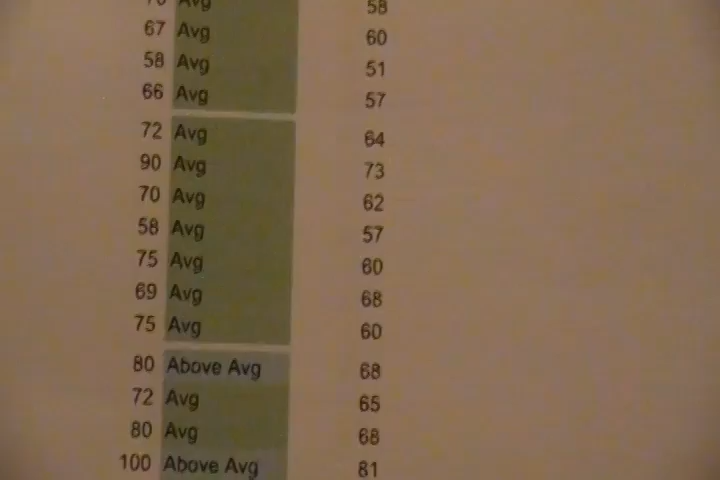 Avg 58
67 Avg 60
58 Avg 51
66 Avg 57
72 Avg 64
90 Avg 73
70 Avg 62
58 Avg 57
75 Avg 60
69 Avg 68
75 Avg 60
80 Above Avg 68
72 Avg 65
80 Avg 68
100 Above Avg 81